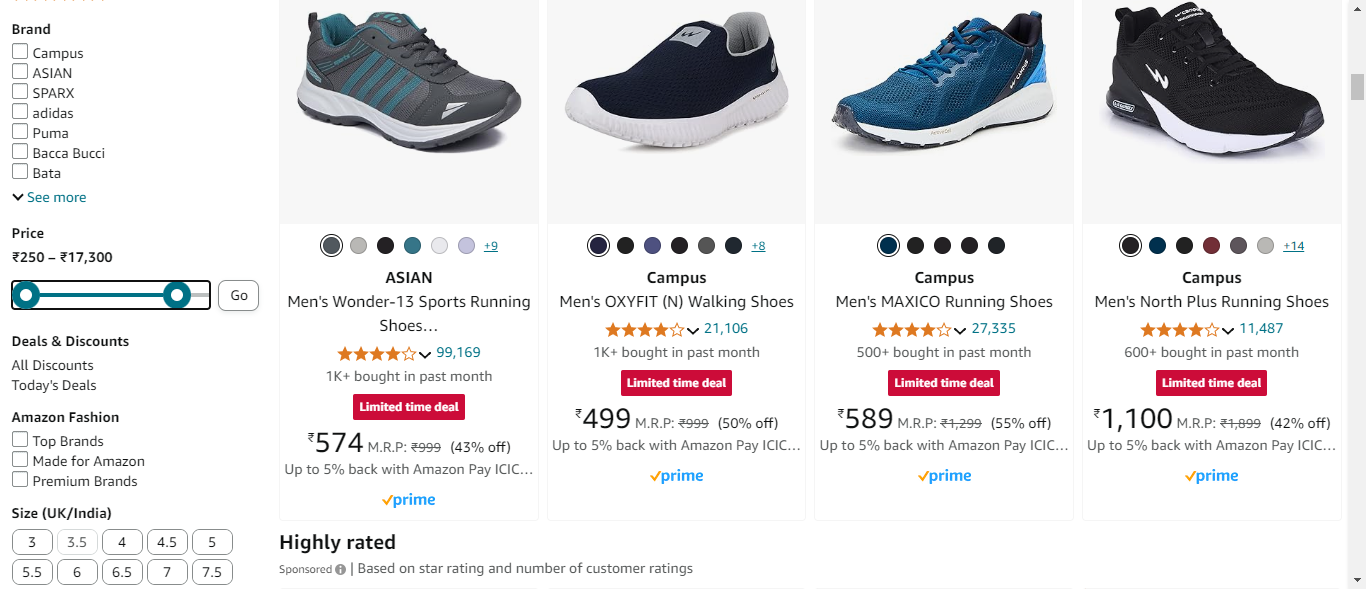 Brand
Campus
ASIAN
SPARX
adidas
Puma
Bacca Bucci
Bata
See more
Price
₹250 – ₹17,300
Go
Deals & Discounts
All Discounts
Today's Deals
Amazon Fashion
Top Brands
Made for Amazon
Premium Brands
Size (UK/India)
3 3.5 4 4.5 5
5.5 6 6.5 7 7.5
+9
ASIAN
Men's Wonder-13 Sports Running
Shoes…
99,169
1K+ bought in past month
Limited time deal
₹574 M.R.P: ₹999 (43% off)
Up to 5% back with Amazon Pay ICIC…
prime
+8
Campus
Men's OXYFIT (N) Walking Shoes
21,106
1K+ bought in past month
Limited time deal
₹499 M.R.P: ₹999 (50% off)
Up to 5% back with Amazon Pay ICIC…
prime
Campus
Men's MAXICO Running Shoes
27,335
500+ bought in past month
Limited time deal
₹589 M.R.P: ₹1,299 (55% off)
Up to 5% back with Amazon Pay ICIC…
prime
+14
Campus
Men's North Plus Running Shoes
11,487
600+ bought in past month
Limited time deal
₹1,100 M.R.P: ₹1,899 (42% off)
Up to 5% back with Amazon Pay ICIC…
prime
Highly rated
Sponsored | Based on star rating and number of customer ratings